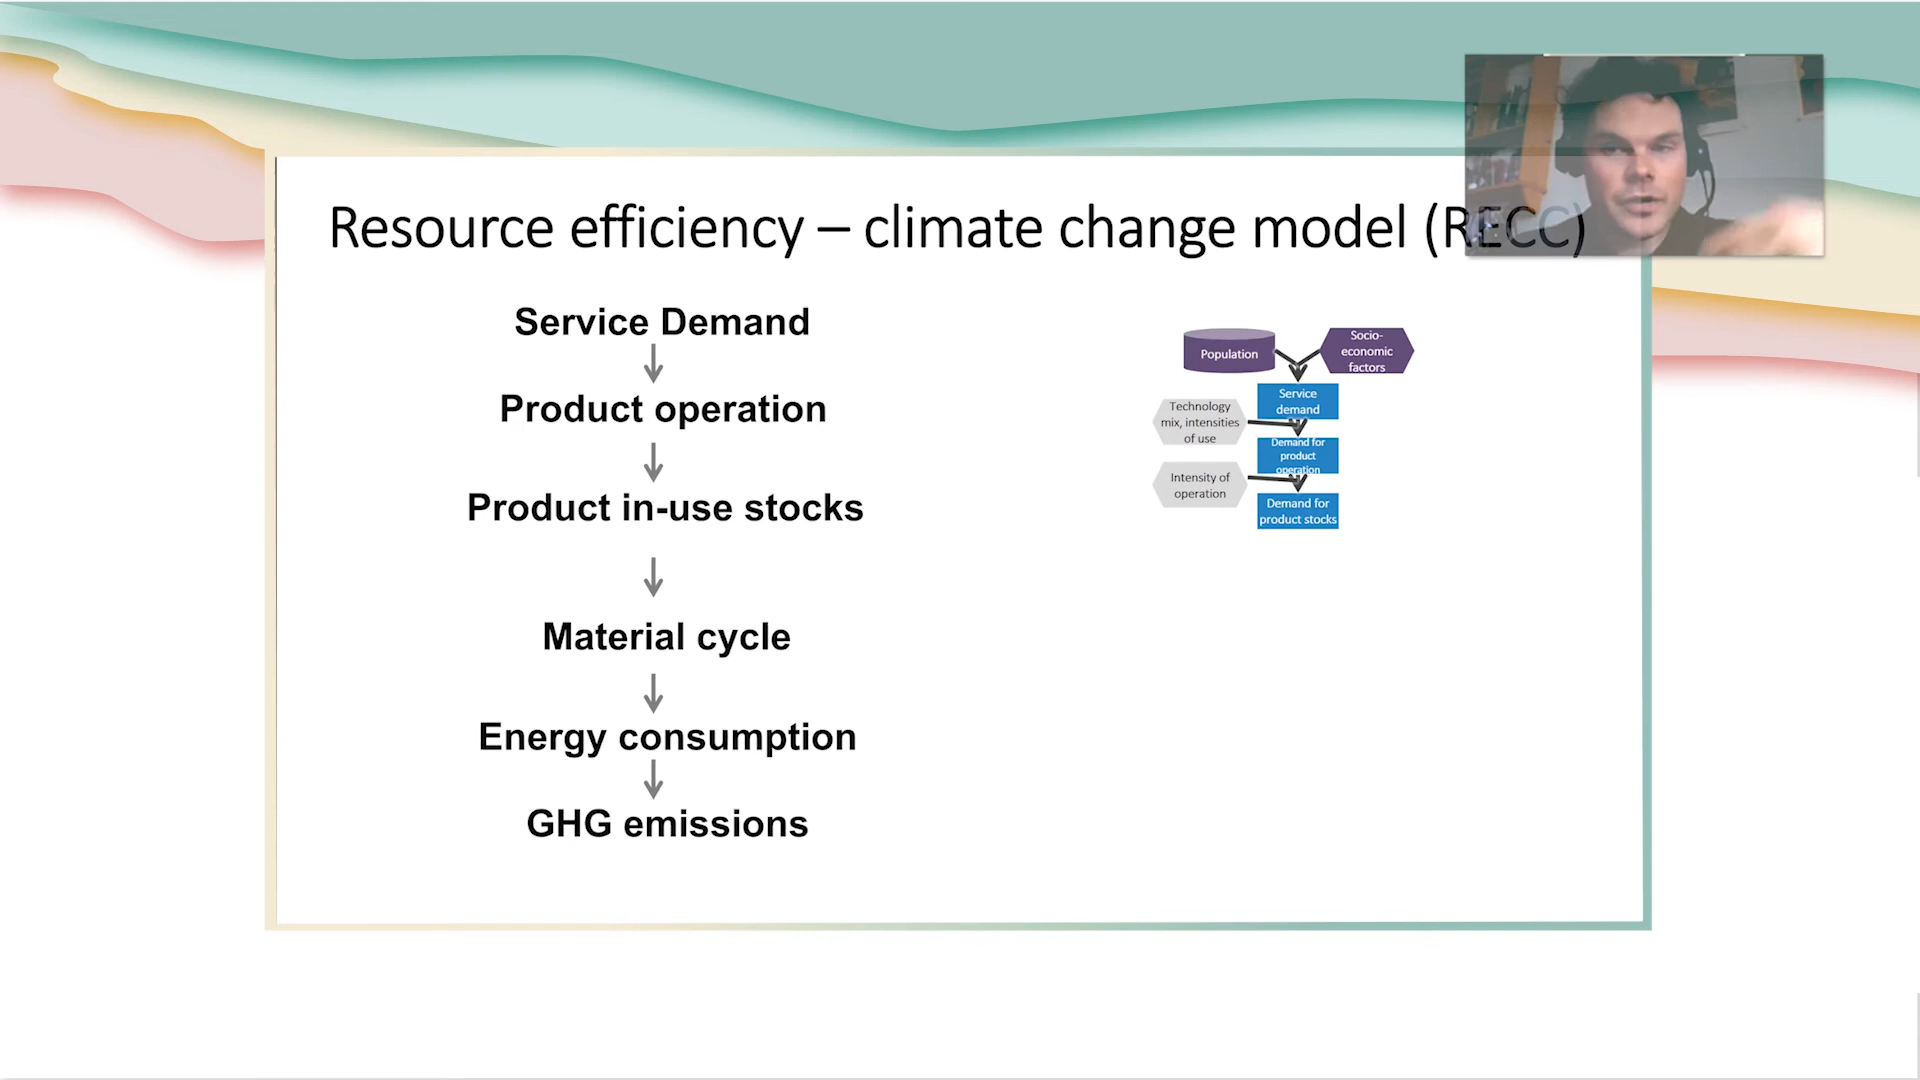 Resource efficiency – climate change model (RECC)
Service Demand
Product operation
Product in-use stocks
Material cycle
Energy consumption
GHG emissions
Population
Socio-
economic
factors
Service
demand
Technology
mix, intensities
of use
Demand for
product
operation
Intensity of
operation
Demand for
product stocks